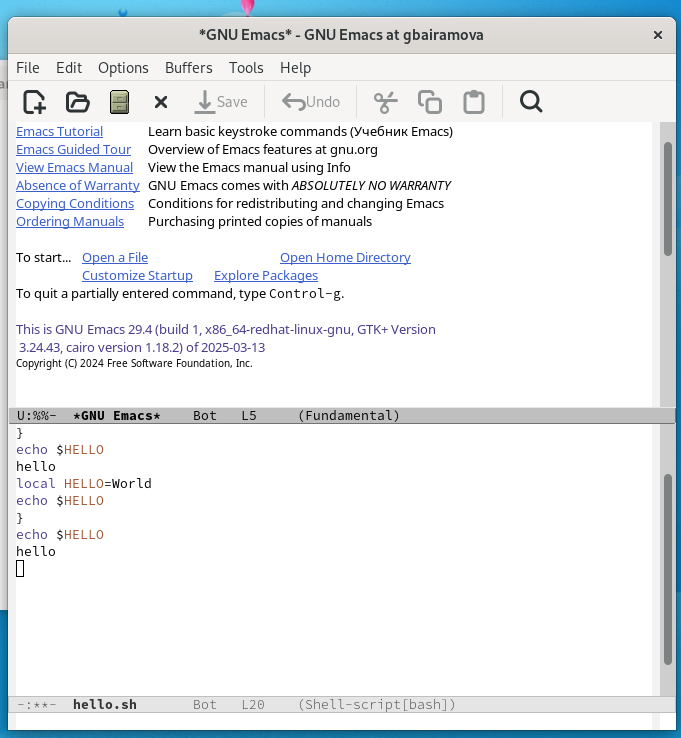 *GNU Emacs* - GNU Emacs at gbairamova
File Edit Options Buffers Tools Help
Save Undo
Emacs Tutorial Learn basic keystroke commands (Учебник Emacs)
Emacs Guided Tour Overview of Emacs features at gnu.org
View Emacs Manual View the Emacs manual using Info
Absence of Warranty GNU Emacs comes with ABSOLUTELY NO WARRANTY
Copying Conditions Conditions for redistributing and changing Emacs
Ordering Manuals Purchasing printed copies of manuals
To start... Open a File Open Home Directory
Customize Startup Explore Packages
To quit a partially entered command, type Control-g.
This is GNU Emacs 29.4 (build 1, x86_64-redhat-linux-gnu, GTK+ Version
3.24.43, cairo version 1.18.2) of 2025-03-13
Copyright (C) 2024 Free Software Foundation, Inc.
U:%%- *GNU Emacs* Bot L5 (Fundamental)
}
echo $HELLO
hello
local HELLO=World
echo $HELLO
}
echo $HELLO
hello
-:**- hello.sh Bot L20 (Shell-script[bash])